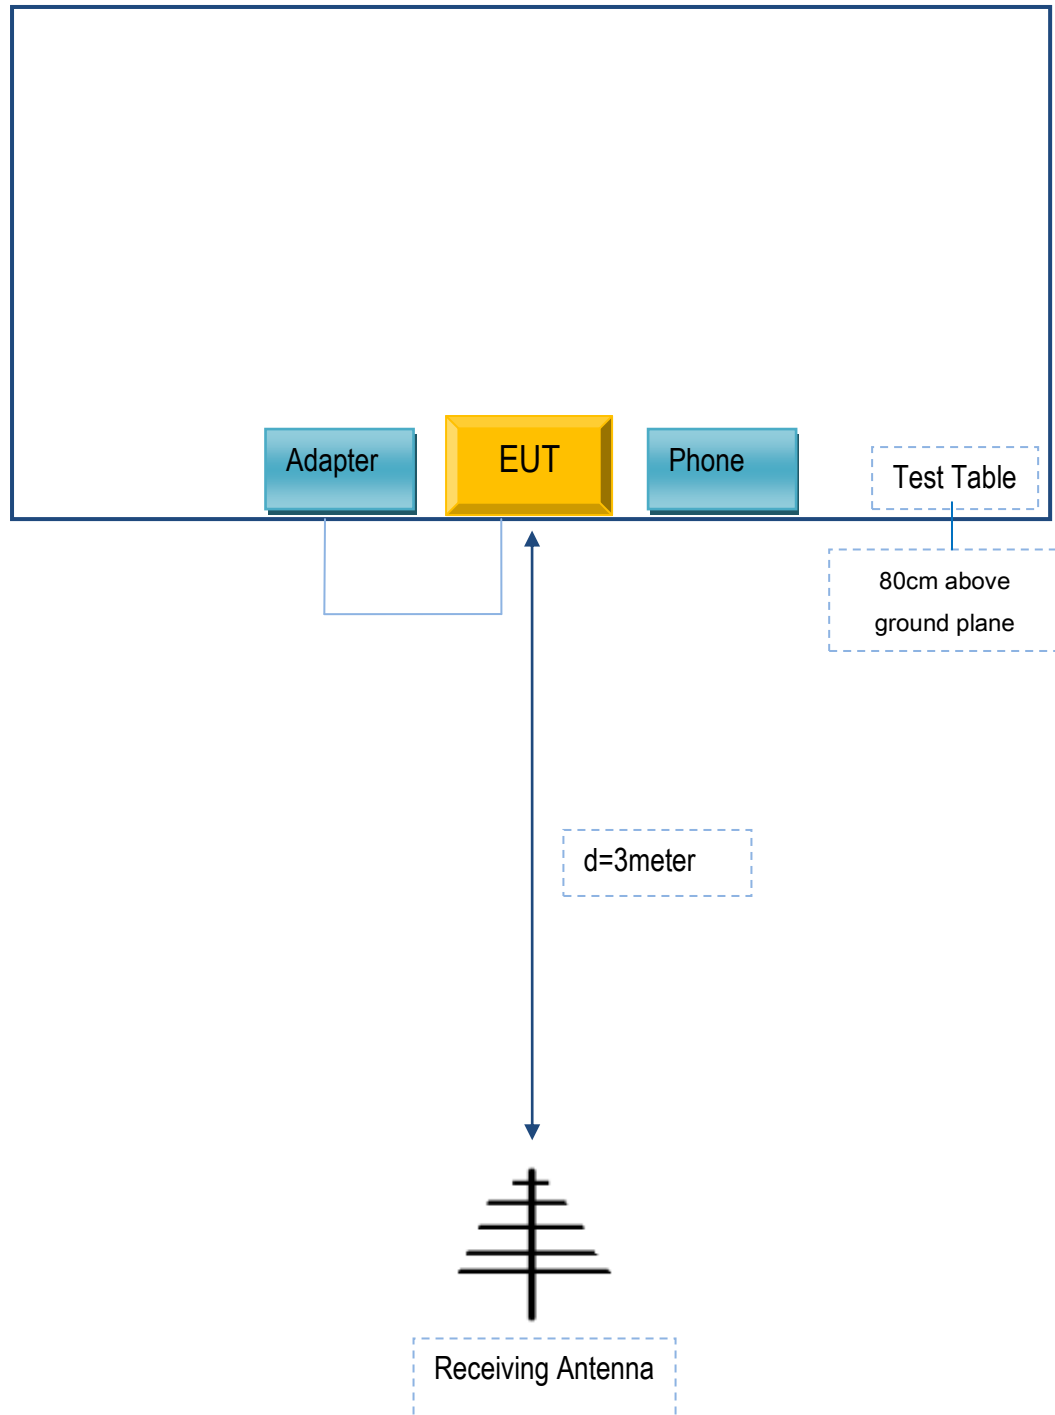 Adapter
EUT
Phone
Test Table
80cm above
ground plane
d=3meter
Receiving Antenna